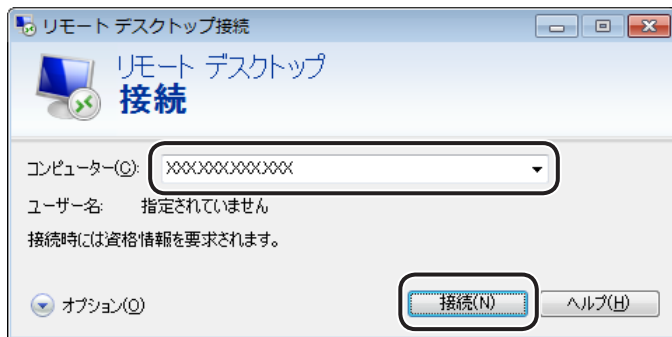 リモート デスクトップ接続
リモート デスクトップ
接続
コンピューター(C): XXX.XXX.XXX.XXX
ユーザー名: 指定されていません
接続時には資格情報を要求されます。
オプション(O) 接続(N) ヘルプ(H)